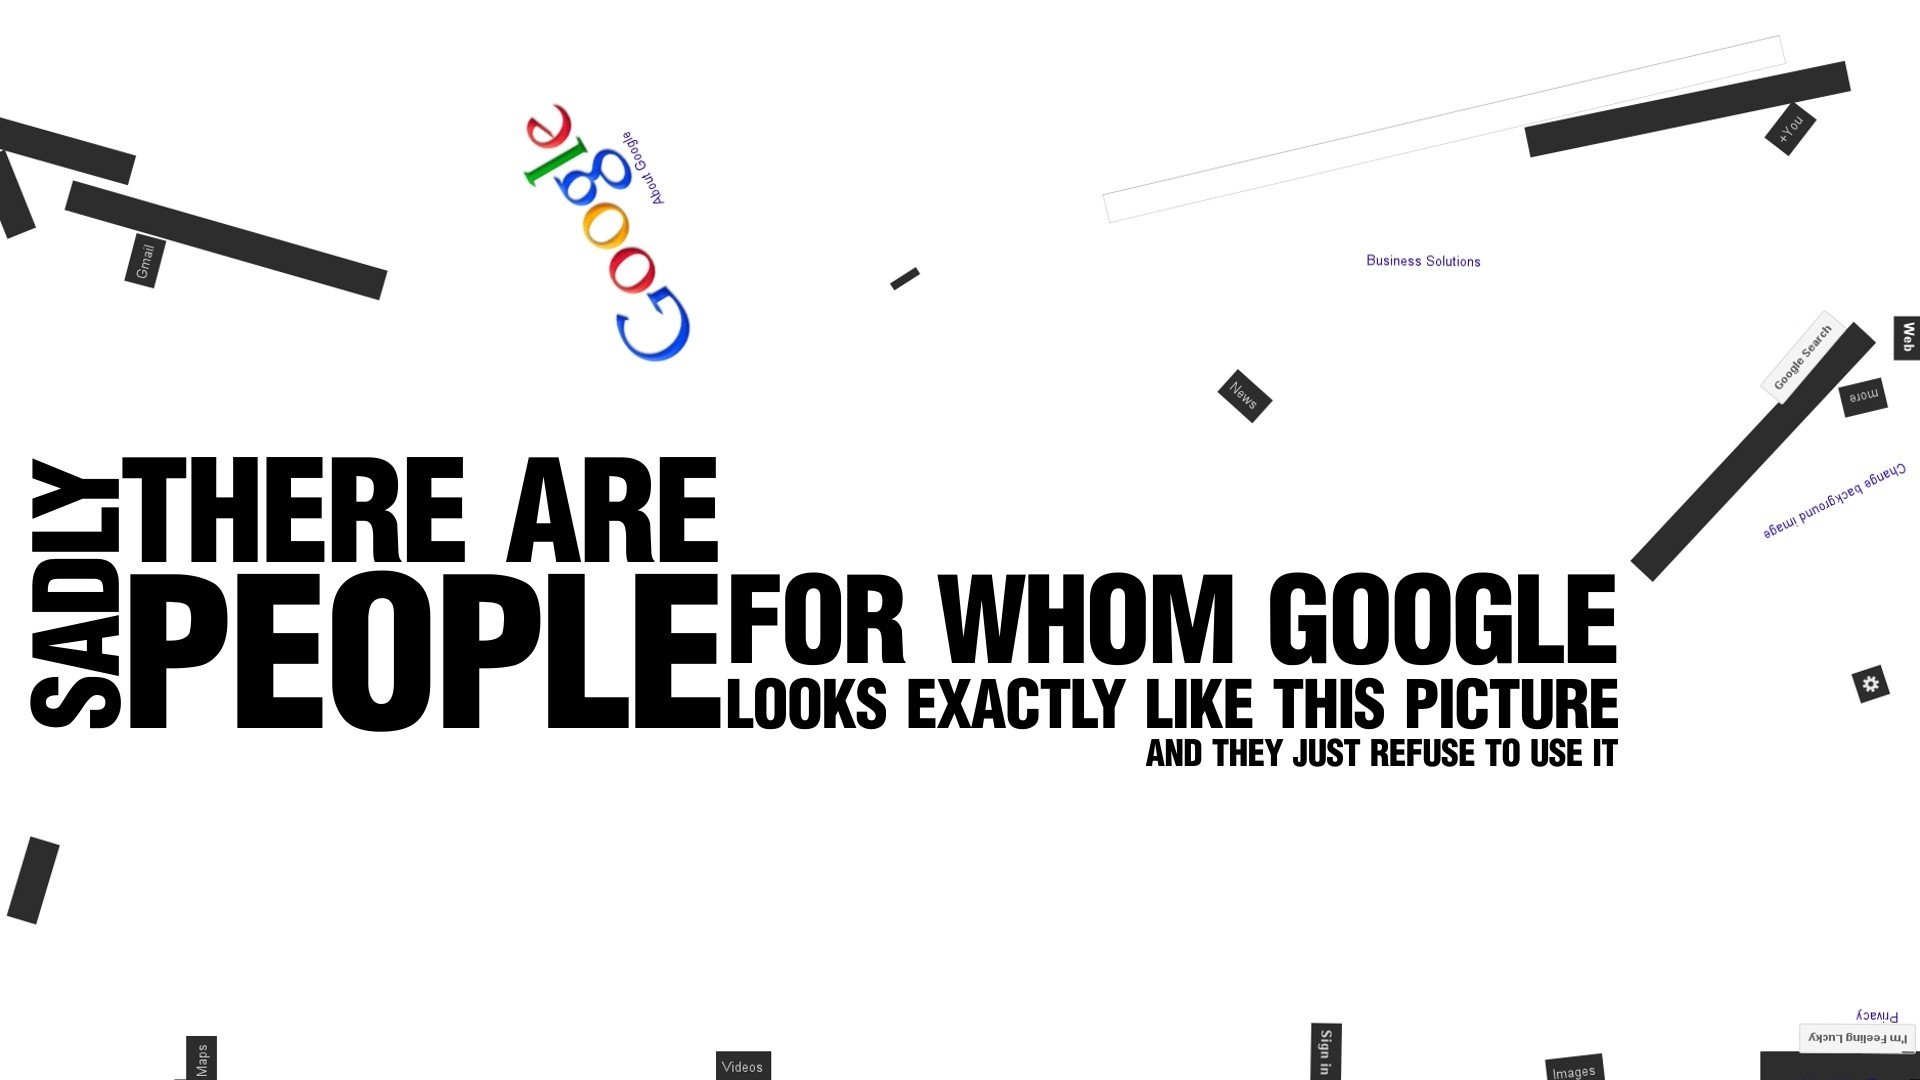 Google
About Google
+You
Gmail
Business Solutions
Web
Google Search
more
News
Change background image
SADLY
THERE ARE
PEOPLE
FOR WHOM GOOGLE
LOOKS EXACTLY LIKE THIS PICTURE
AND THEY JUST REFUSE TO USE IT
Privacy
I'm Feeling Lucky
Maps
Videos
Sign in
Images